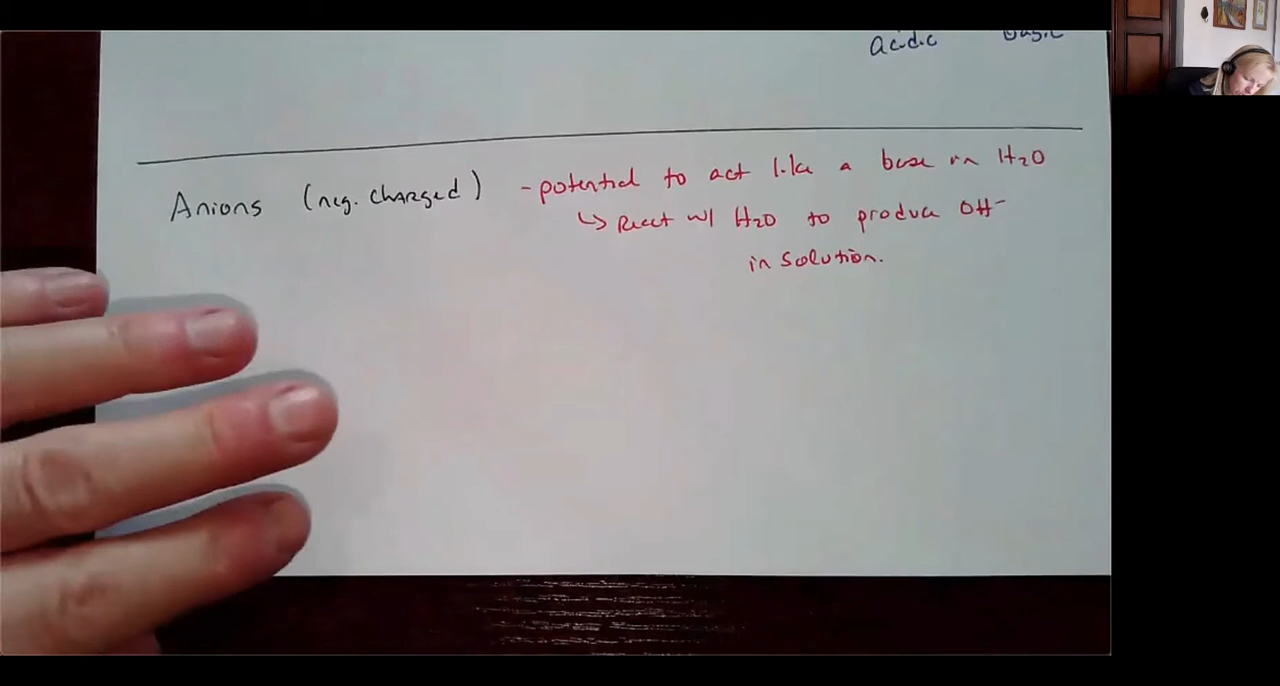 acidic basic
Anions (neg. charged) - potential to act like a base in H2O
↳ React w/ H2O to produce OH-
in solution.